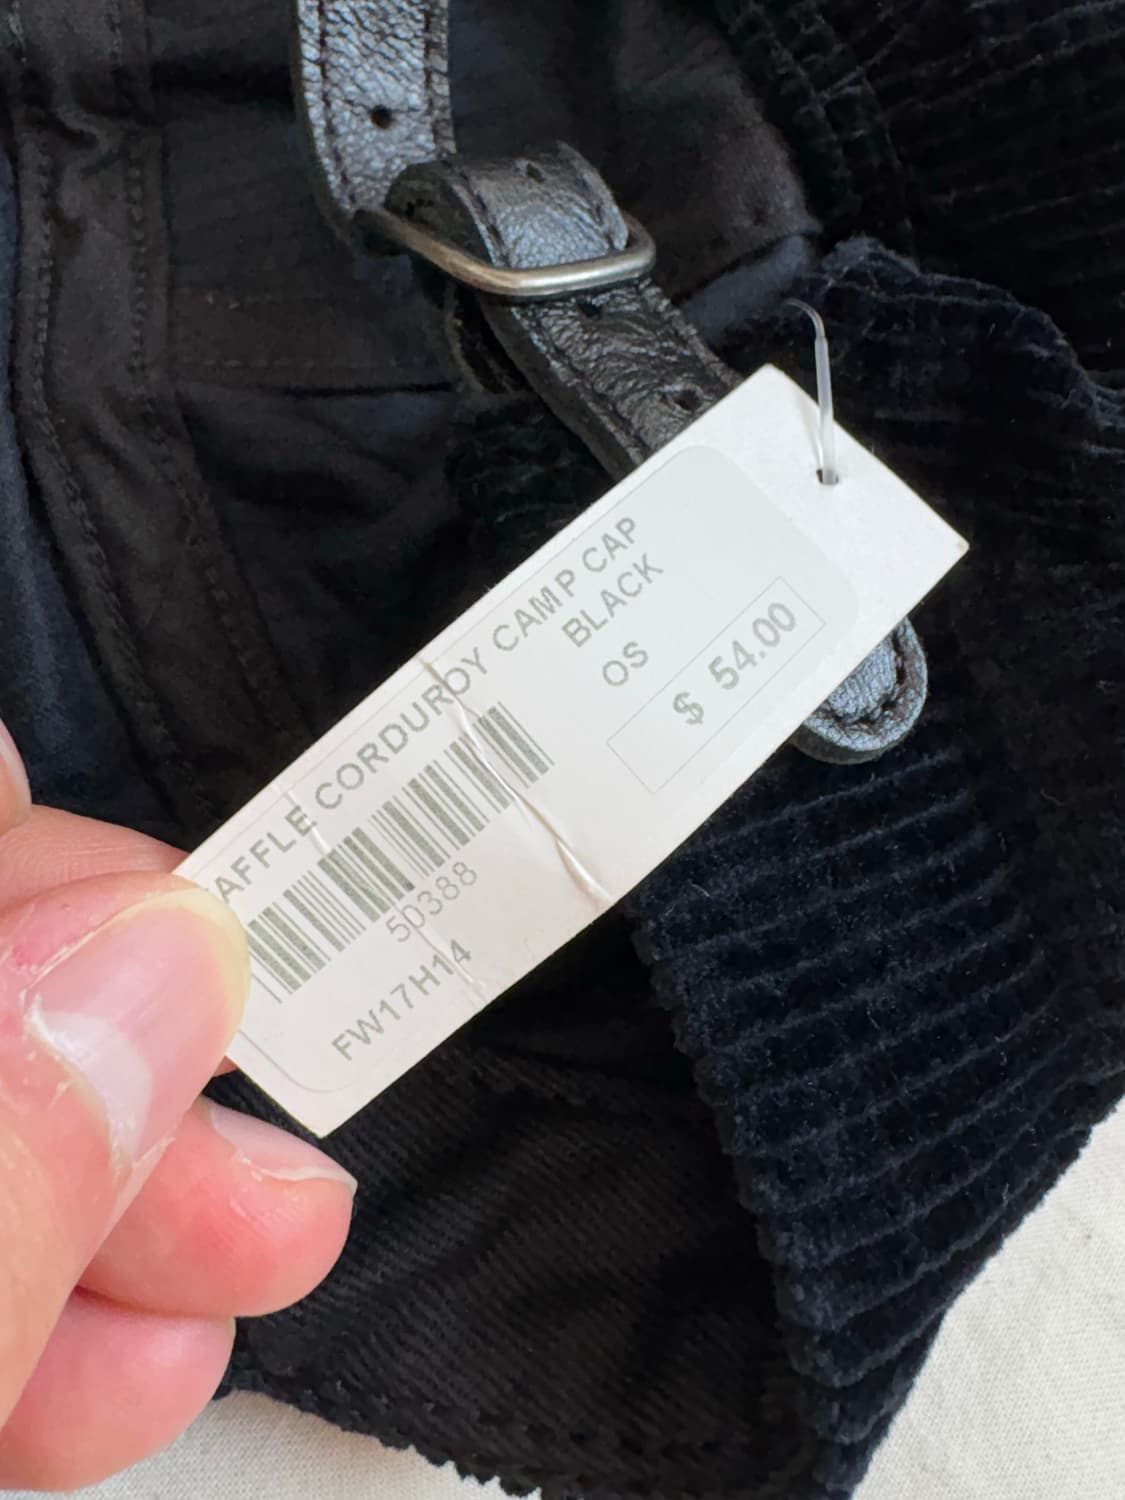 AFFLE CORDUROY CAMP CAP
BLACK
OS
$ 54.00
50388
FW17H14